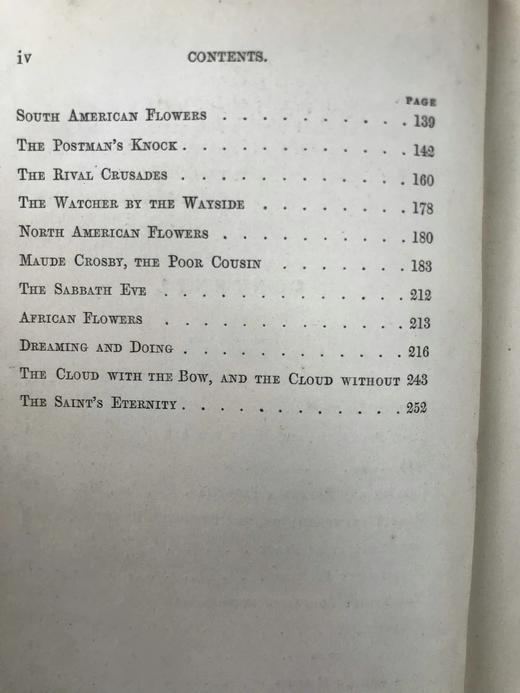 iv CONTENTS.
PAGE
South American Flowers . . . . . . . . . . 139
The Postman's Knock . . . . . . . . . . . . 142
The Rival Crusades . . . . . . . . . . . . 160
The Watcher by the Wayside . . . . . . . . 178
North American Flowers . . . . . . . . . . 180
Maude Crosby, the Poor Cousin . . . . . . . 183
The Sabbath Eve . . . . . . . . . . . . . 212
African Flowers . . . . . . . . . . . . 213
Dreaming and Doing . . . . . . . . . . . . 216
The Cloud with the Bow, and the Cloud without 243
The Saint's Eternity . . . . . . . . . . . . 252